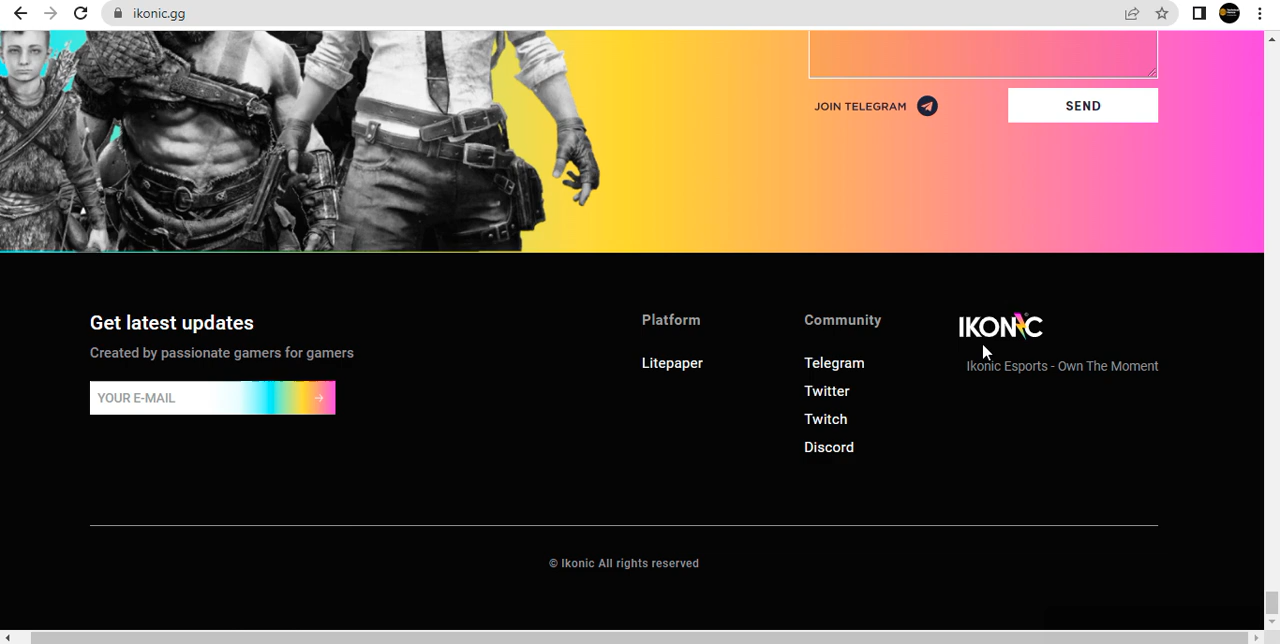 ikonic.gg
JOIN TELEGRAM
SEND
Get latest updates
Created by passionate gamers for gamers
YOUR E-MAIL
Platform
Litepaper
Community
Telegram
Twitter
Twitch
Discord
IKONIC
Ikonic Esports - Own The Moment
© Ikonic All rights reserved